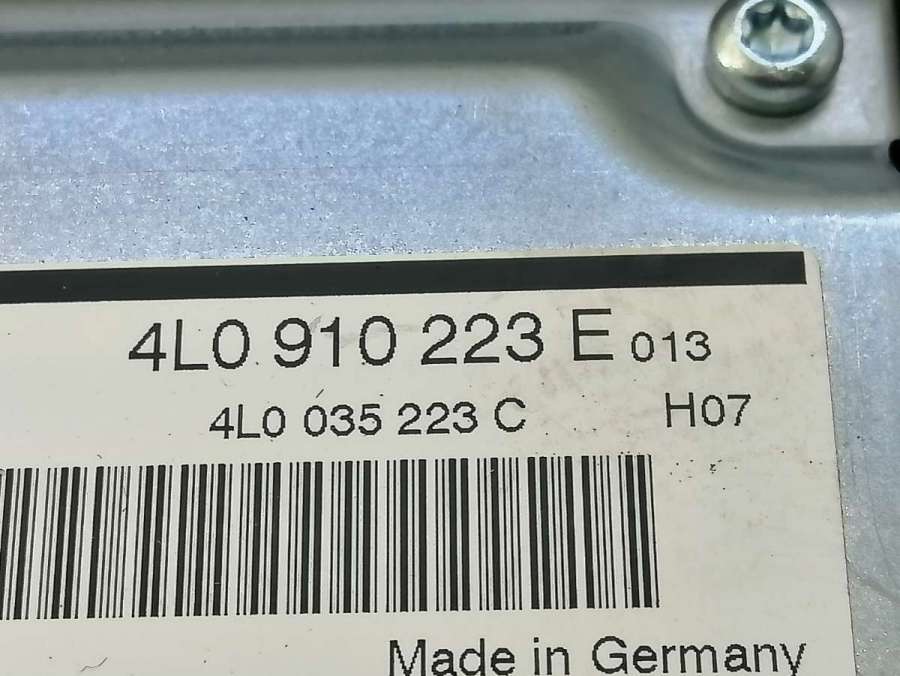 4L0 910 223 E 013
4L0 035 223 C H07
Made in Germany